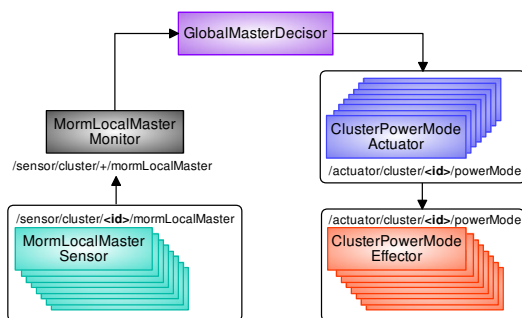 GlobalMasterDecisor
MormLocalMaster
Monitor
/sensor/cluster/+/mormLocalMaster
/sensor/cluster/<id>/mormLocalMaster
MormLocalMaster
Sensor
ClusterPowerMode
Actuator
/actuator/cluster/<id>/powerMode
/actuator/cluster/<id>/powerMode
ClusterPowerMode
Effector